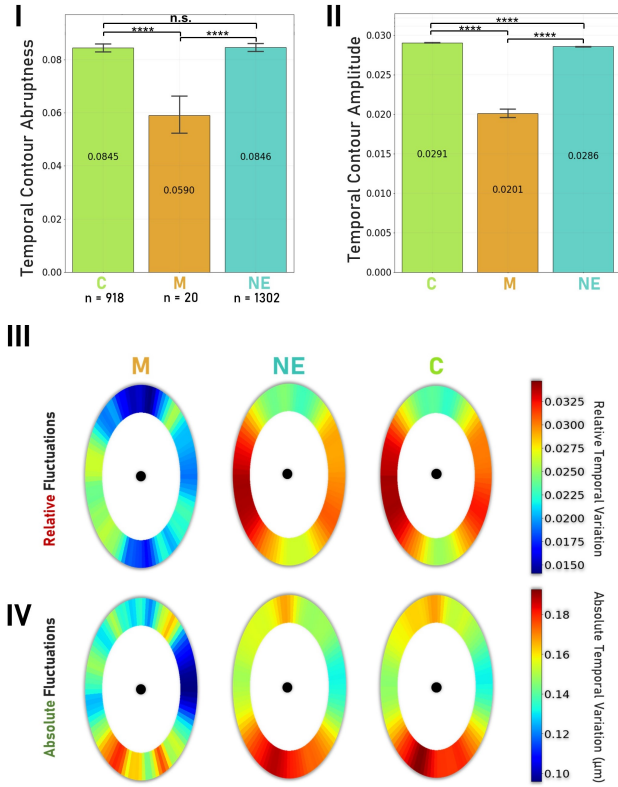 I
II
n.s.
****
****
Temporal Contour Abruptness
0.08
0.06
0.04
0.02
0.00
0.0845
0.0590
0.0846
C
M
NE
n = 918
n = 20
n = 1302
****
****
****
Temporal Contour Amplitude
0.030
0.025
0.020
0.015
0.010
0.005
0.000
0.0291
0.0201
0.0286
C
M
NE
III
M
NE
C
Relative Fluctuations
0.0325
0.0300
0.0275
0.0250
0.0225
0.0200
0.0175
0.0150
Relative Temporal Variation
IV
Absolute Fluctuations
0.18
0.16
0.14
0.12
0.10
Absolute Temporal Variation (μm)